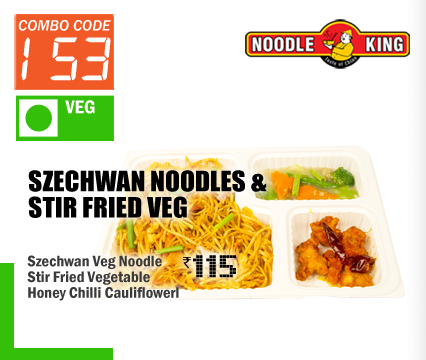 COMBO CODE
153
VEG
NOODLE KING
Taste of China
SZECHWAN NOODLES &
STIR FRIED VEG
Szechwan Veg Noodle
Stir Fried Vegetable
Honey Chilli Cauliflowerl
₹115